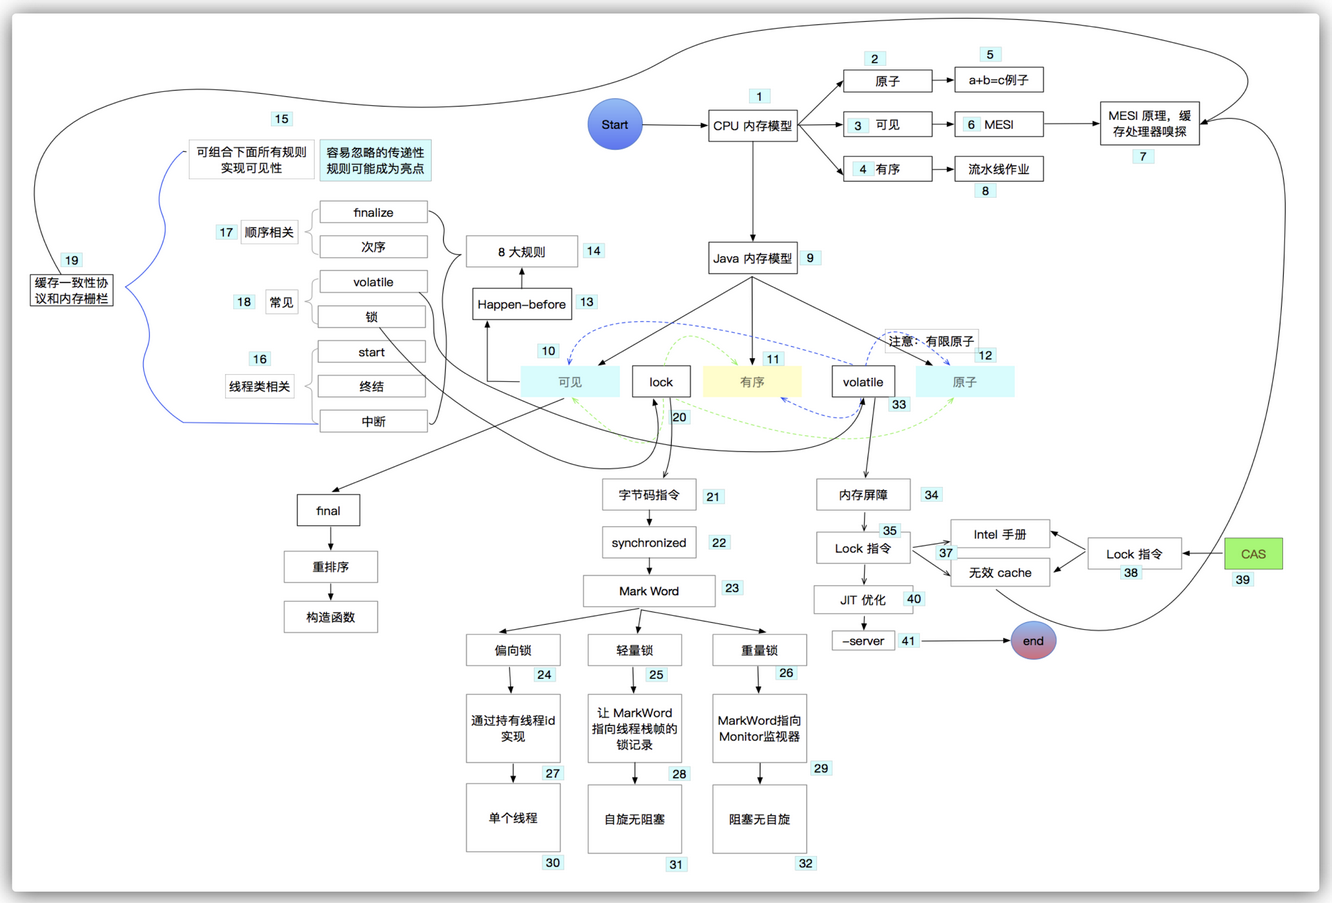 Start
1
CPU 内存模型
2
原子
5
a+b=c例子
3
可见
6
MESI
MESI 原理，缓
存处理器嗅探
7
4
有序
流水线作业
8
15
可组合下面所有规则
实现可见性
容易忽略的传递性
规则可能成为亮点
17
顺序相关
finalize
次序
18
常见
volatile
锁
16
线程类相关
start
终结
中断
19
缓存一致性协
议和内存栅栏
8 大规则
14
Happen-before
13
Java 内存模型
9
注意：有限原子
10
可见
lock
20
11
有序
volatile
33
12
原子
final
重排序
构造函数
字节码指令
21
synchronized
22
Mark Word
23
偏向锁
24
轻量锁
25
重量锁
26
通过持有线程id
实现
27
让 MarkWord
指向线程栈帧的
锁记录
28
MarkWord指向
Monitor监视器
29
单个线程
30
自旋无阻塞
31
阻塞无自旋
32
内存屏障
34
35
Lock 指令
37
Intel 手册
无效 cache
Lock 指令
38
CAS
39
JIT 优化
40
-server
41
end